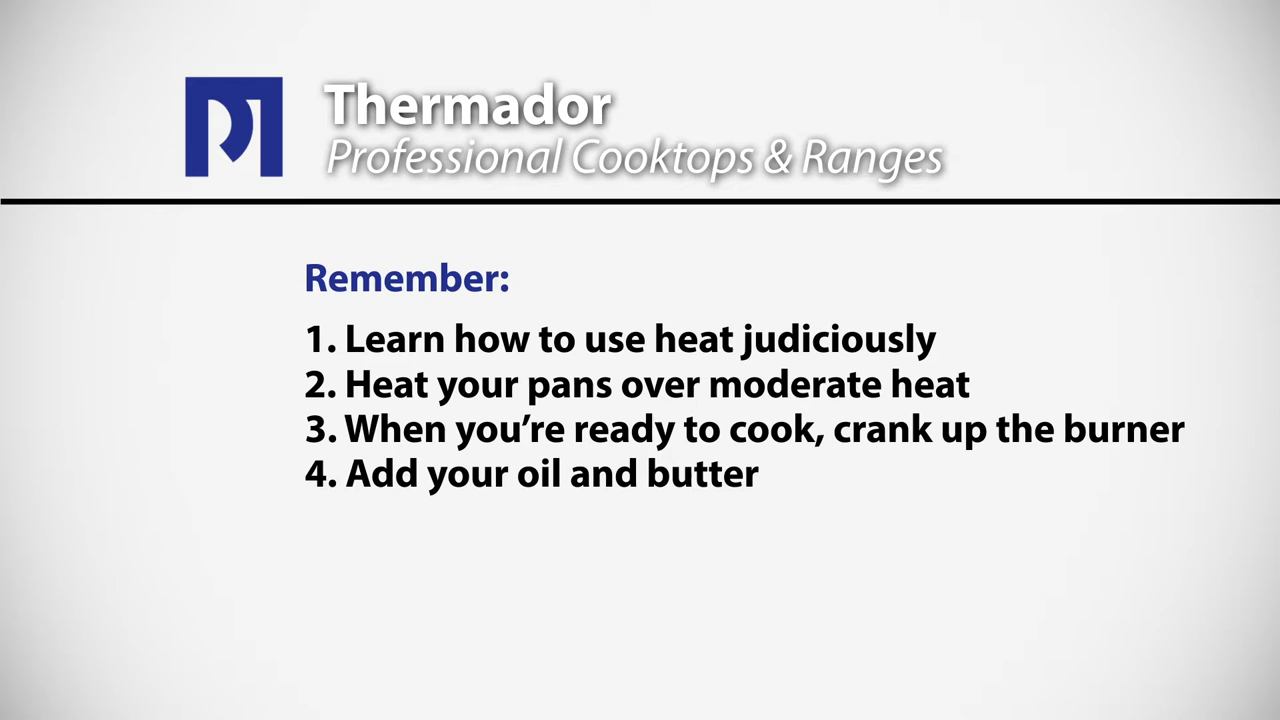 Thermador
Professional Cooktops & Ranges
Remember:
1. Learn how to use heat judiciously
2. Heat your pans over moderate heat
3. When you’re ready to cook, crank up the burner
4. Add your oil and butter